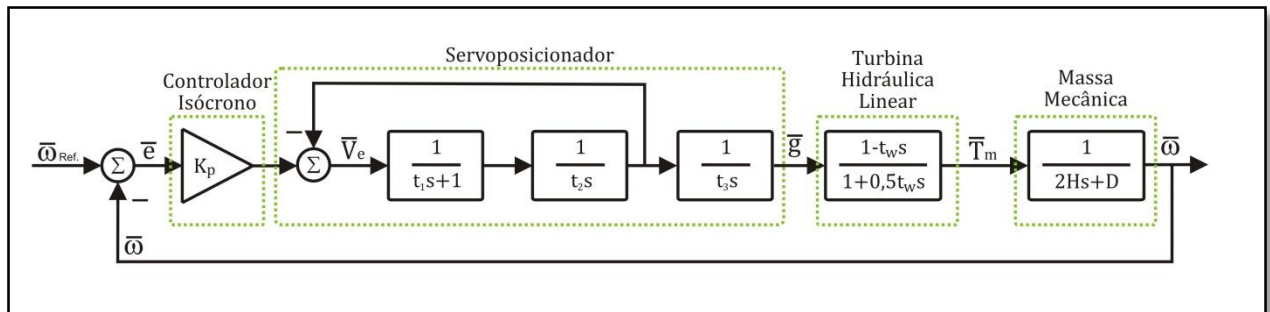 Servoposicionador
Controlador
Isócrono
Turbina
Hidráulica
Linear
Massa
Mecânica
ω̅ Ref.
Σ
e̅
Kp
−
Σ
V̅e
1
t₁s+1
1
t₂s
1
t₃s
g̅
1-tws
1+0,5tws
T̅m
1
2Hs+D
ω̅
−
ω̅